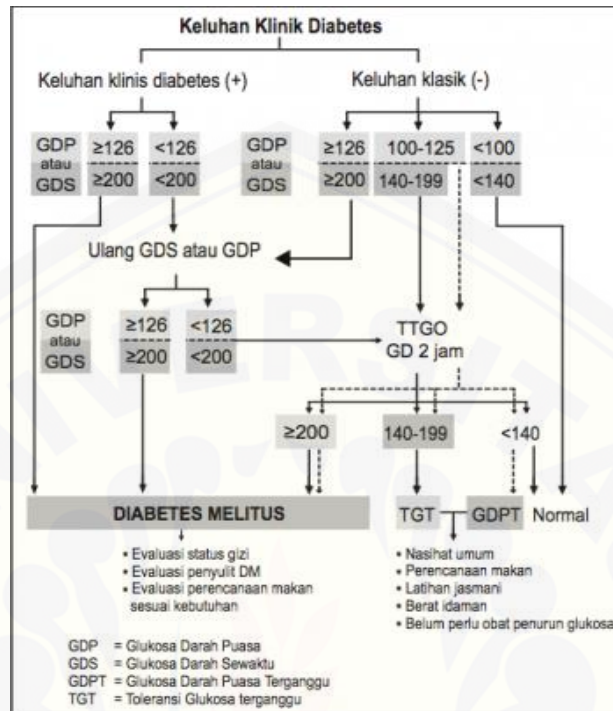 Keluhan Klinik Diabetes
Keluhan klinis diabetes (+)
Keluhan klasik (-)
GDP
atau
GDS
≥126 <126
≥200 <200
GDP
atau
GDS
≥126 100-125 <100
≥200 140-199 <140
Ulang GDS atau GDP
GDP
atau
GDS
≥126 <126
≥200 <200
TTGO
GD 2 jam
≥200 140-199 <140
DIABETES MELITUS
TGT GDPT Normal
• Evaluasi status gizi
• Evaluasi penyulit DM
• Evaluasi perencanaan makan
sesuai kebutuhan
• Nasihat umum
• Perencanaan makan
• Latihan jasmani
• Berat idaman
• Belum perlu obat penurun glukosa
GDP = Glukosa Darah Puasa
GDS = Glukosa Darah Sewaktu
GDPT = Glukosa Darah Puasa Terganggu
TGT = Toleransi Glukosa terganggu